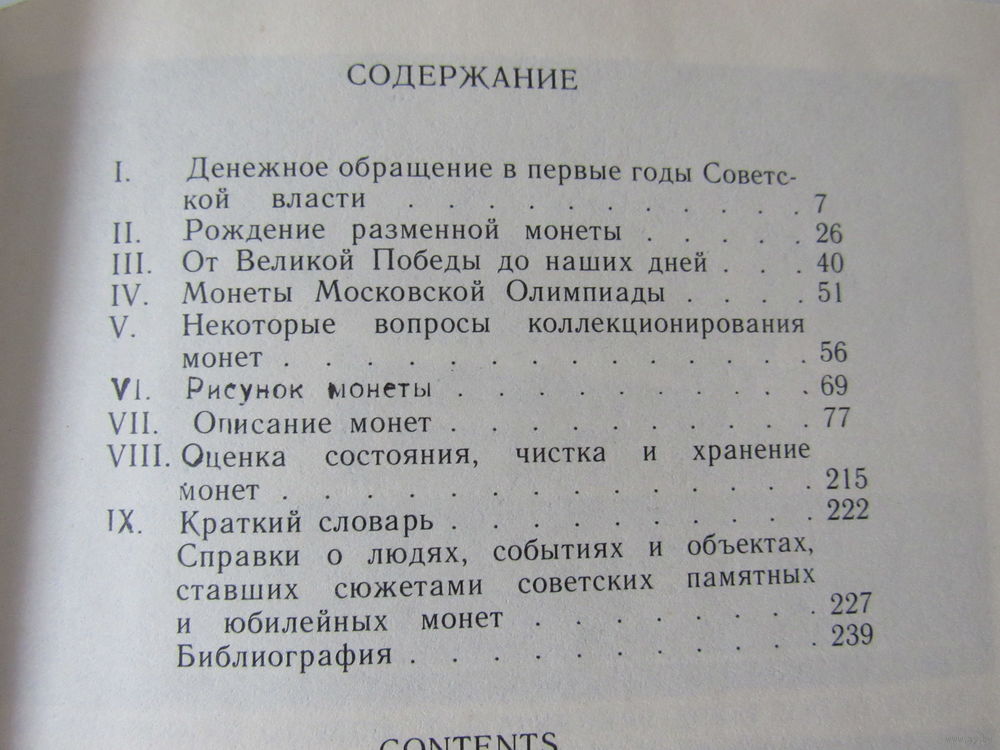 СОДЕРЖАНИЕ
I. Денежное обращение в первые годы Советс-
кой власти . . . . . . . . . . . 7
II. Рождение разменной монеты . . . . . 26
III. От Великой Победы до наших дней . . . 40
IV. Монеты Московской Олимпиады . . . . 51
V. Некоторые вопросы коллекционирования
монет . . . . . . . . . . . . . . 56
VI. Рисунок монеты . . . . . . . . . . 69
VII. Описание монет . . . . . . . . . . 77
VIII. Оценка состояния, чистка и хранение
монет . . . . . . . . . . . . . . 215
IX. Краткий словарь . . . . . . . . . . 222
Справки о людях, событиях и объектах,
ставших сюжетами советских памятных
и юбилейных монет . . . . . . . . 227
Библиография . . . . . . . . . . . 239
CONTENTS